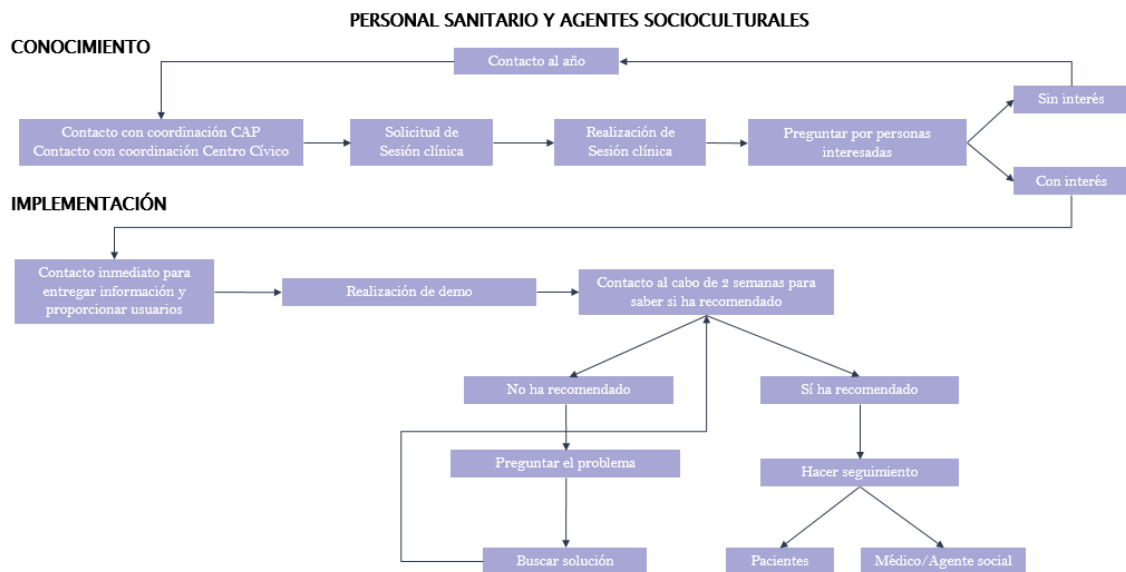 PERSONAL SANITARIO Y AGENTES SOCIOCULTURALES
CONOCIMIENTO
Contacto al año
Sin interés
Contacto con coordinación CAP
Contacto con coordinación Centro Cívico
Solicitud de
Sesión clínica
Realización de
Sesión clínica
Preguntar por personas
interesadas
Con interés
IMPLEMENTACIÓN
Contacto inmediato para
entregar información y
proporcionar usuarios
Realización de demo
Contacto al cabo de 2 semanas para
saber si ha recomendado
No ha recomendado
Sí ha recomendado
Preguntar el problema
Hacer seguimiento
Buscar solución
Pacientes
Médico/Agente social